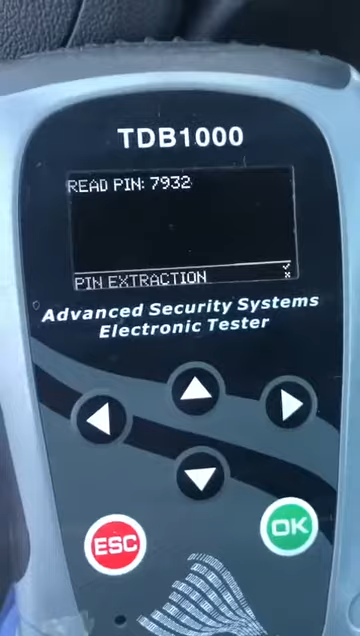 TDB1000
READ PIN: 7932
PIN EXTRACTION
Advanced Security Systems
Electronic Tester
ESC
OK